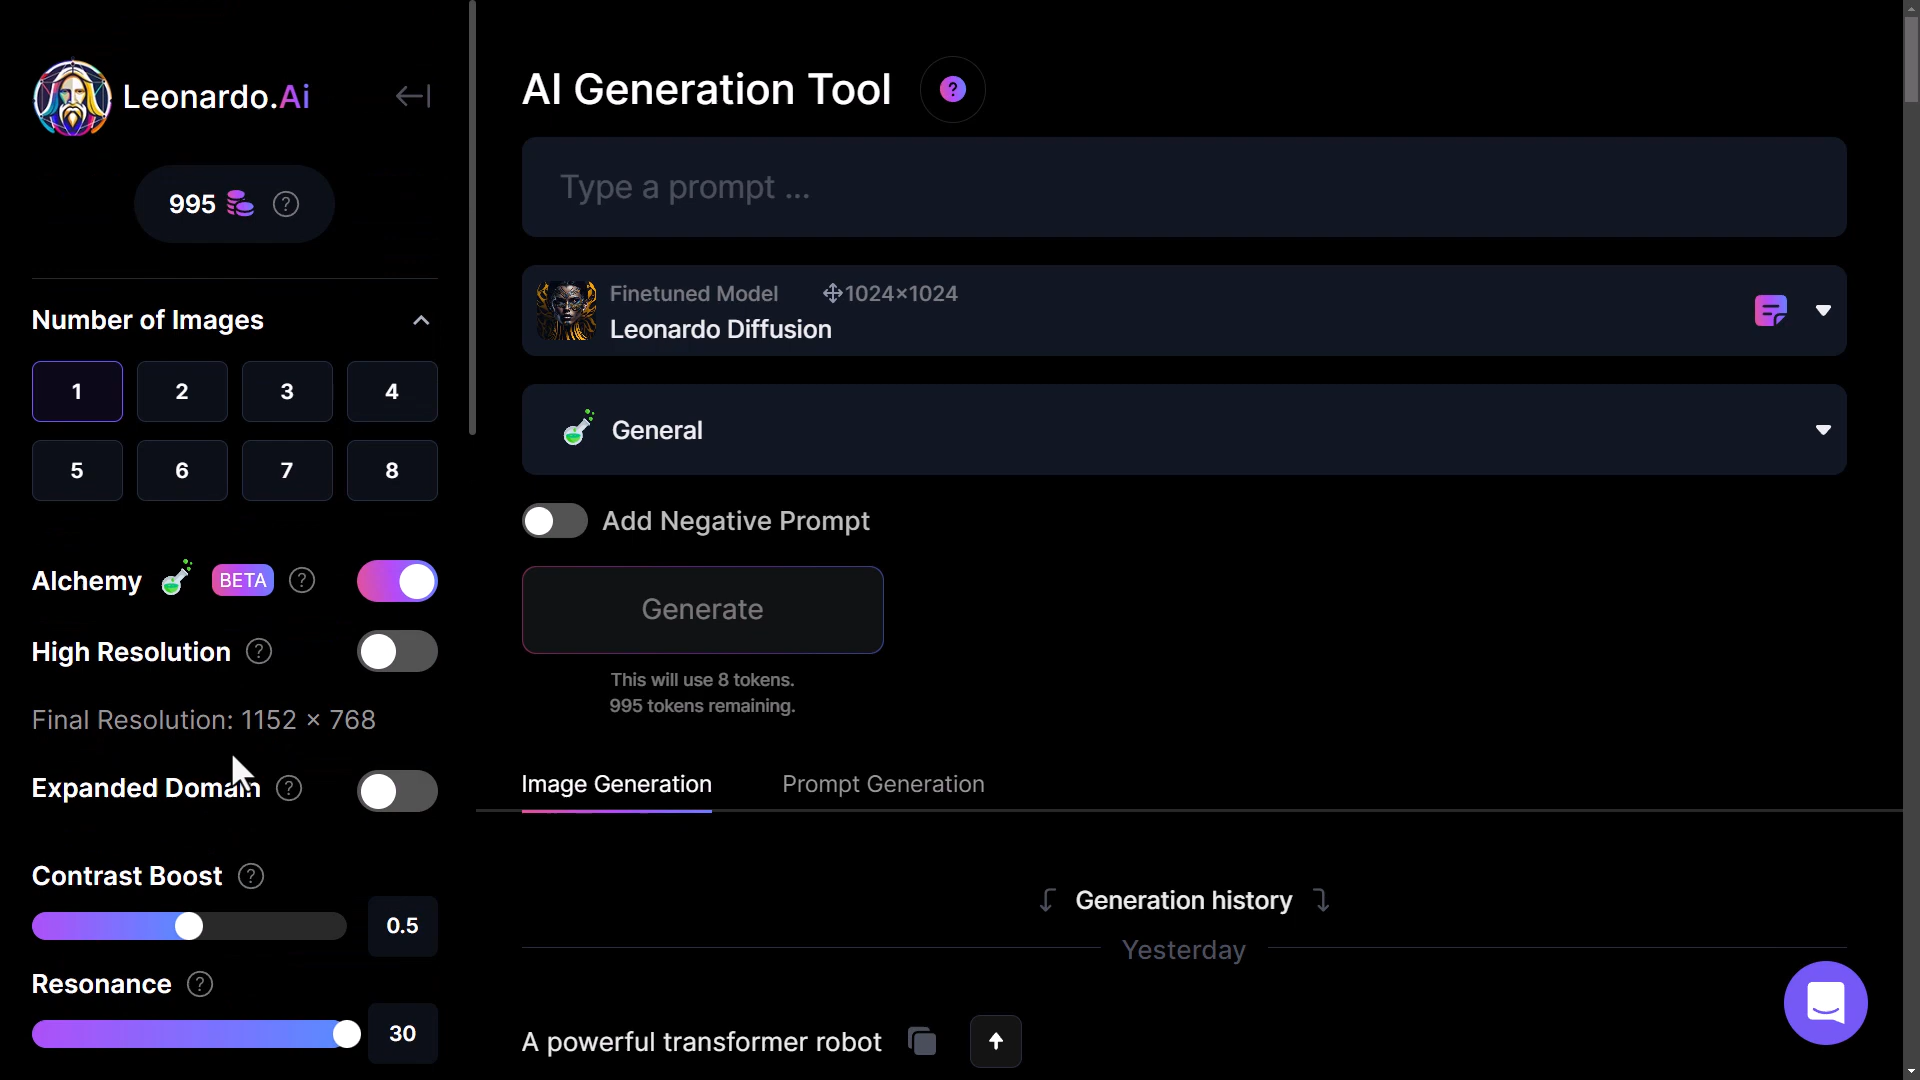 Leonardo.Ai
995
Number of Images
1 2 3 4
5 6 7 8
Alchemy BETA ?
High Resolution ?
Final Resolution: 1152 × 768
Expanded Domain ?
Contrast Boost ?
0.5
Resonance ?
30
AI Generation Tool ?
Type a prompt ...
Finetuned Model 1024×1024
Leonardo Diffusion
General
Add Negative Prompt
Generate
This will use 8 tokens.
995 tokens remaining.
Image Generation Prompt Generation
Generation history
Yesterday
A powerful transformer robot